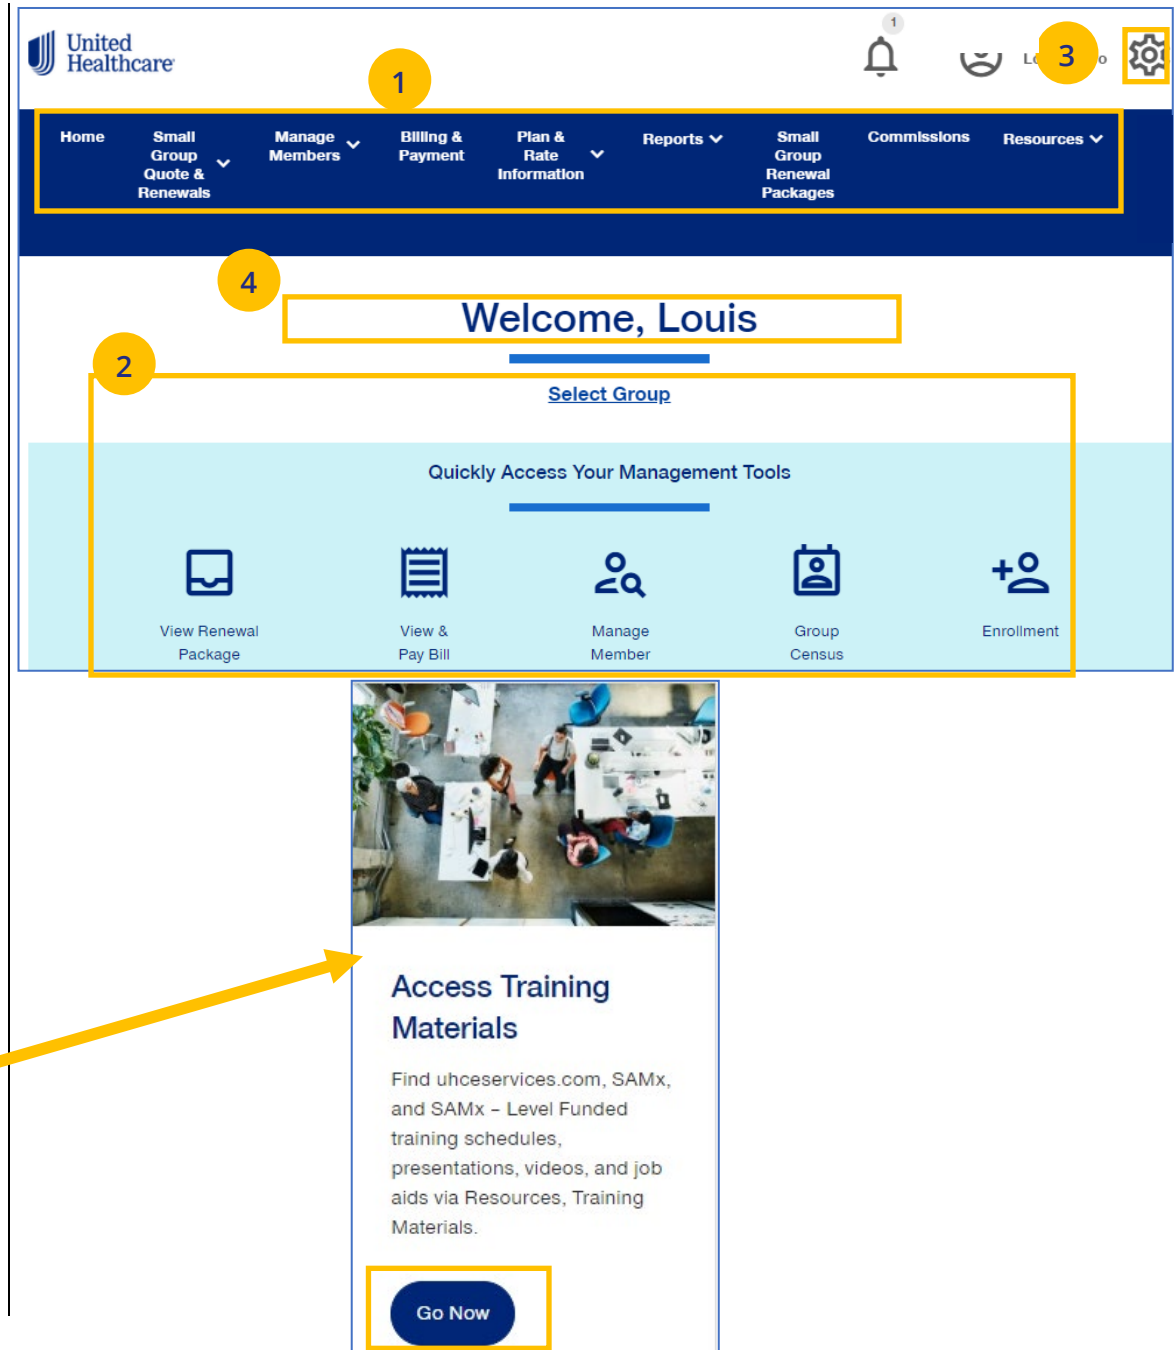 United
Healthcare
1
1
3
Home
Small
Group
Quote &
Renewals
Manage
Members
Billing &
Payment
Plan &
Rate
Information
Reports
Small
Group
Renewal
Packages
Commissions
Resources
4
Welcome, Louis
2
Select Group
Quickly Access Your Management Tools
View Renewal
Package
View &
Pay Bill
Manage
Member
Group
Census
Enrollment
Access Training
Materials
Find uhceservices.com, SAMx,
and SAMx – Level Funded
training schedules,
presentations, videos, and job
aids via Resources, Training
Materials.
Go Now